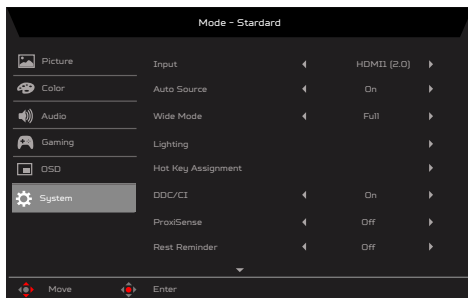 Mode - Standard
Picture
Color
Audio
Gaming
OSD
System
Input HDMI1 (2.0)
Auto Source On
Wide Mode Full
Lighting
Hot Key Assignment
DDC/CI On
ProxiSense Off
Rest Reminder Off
Move Enter